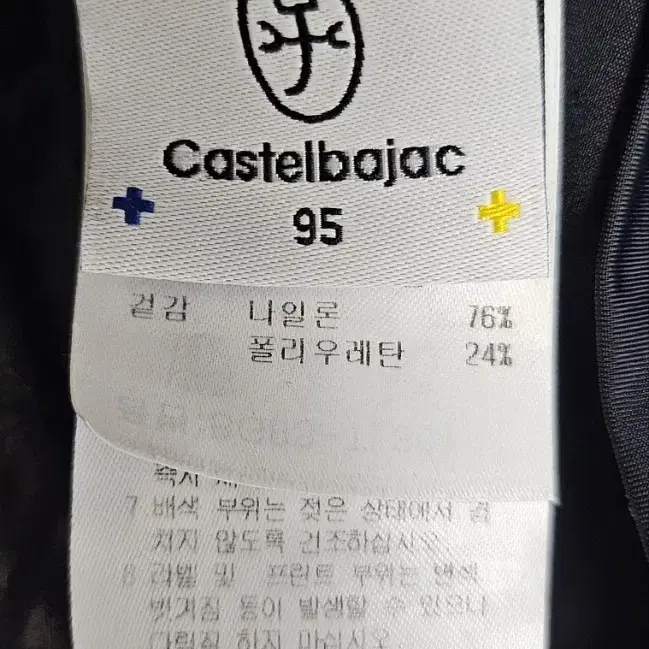 Castelbajac
95
겉감 나일론 76%
폴리우레탄 24%
7 배색 부위는 젖은 상태에서 겹
쳐지 않도록 건조하십시오.
8 라벨 및 프린트 부위는 변색
벗겨짐 등이 발생할 수 있으니
다림질 하지 마십시오.